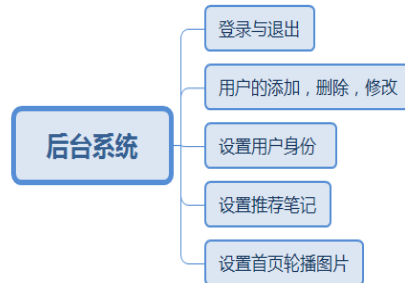 登录与退出
用户的添加，删除，修改
后台系统
设置用户身份
设置推荐笔记
设置首页轮播图片